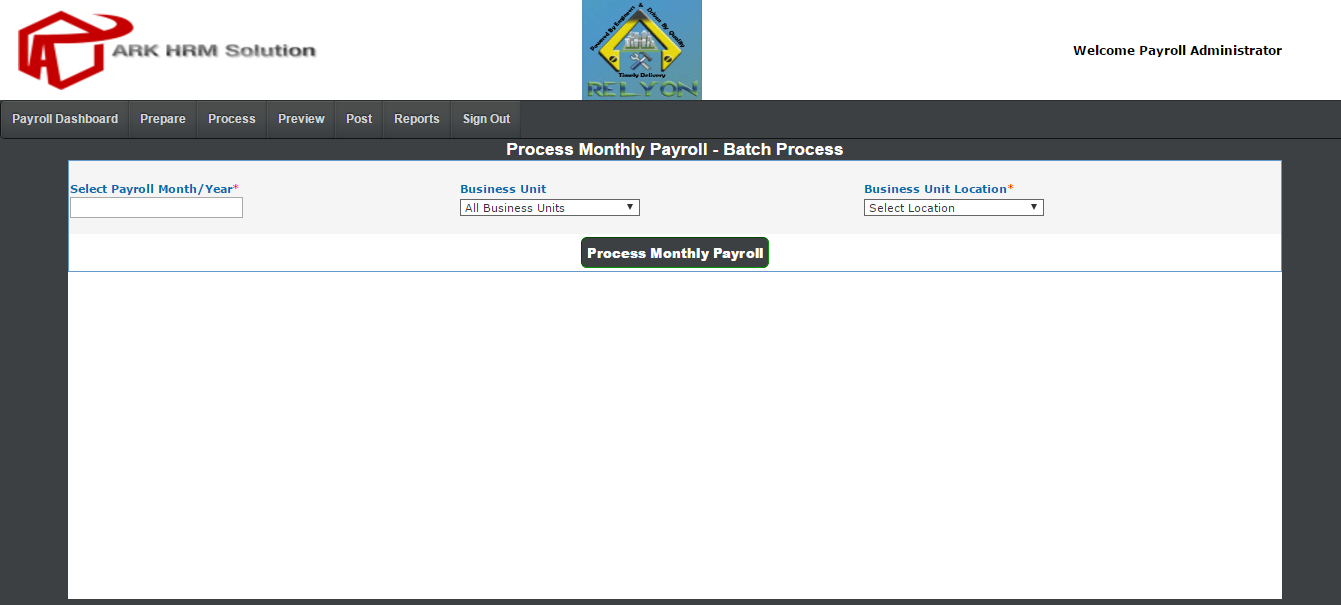 ARK HRM Solution
Powered By Engineers & Driven By Quality
Timely Delivery
RELYON
Welcome Payroll Administrator
Payroll Dashboard Prepare Process Preview Post Reports Sign Out
Process Monthly Payroll - Batch Process
Select Payroll Month/Year* Business Unit Business Unit Location*
All Business Units Select Location
Process Monthly Payroll